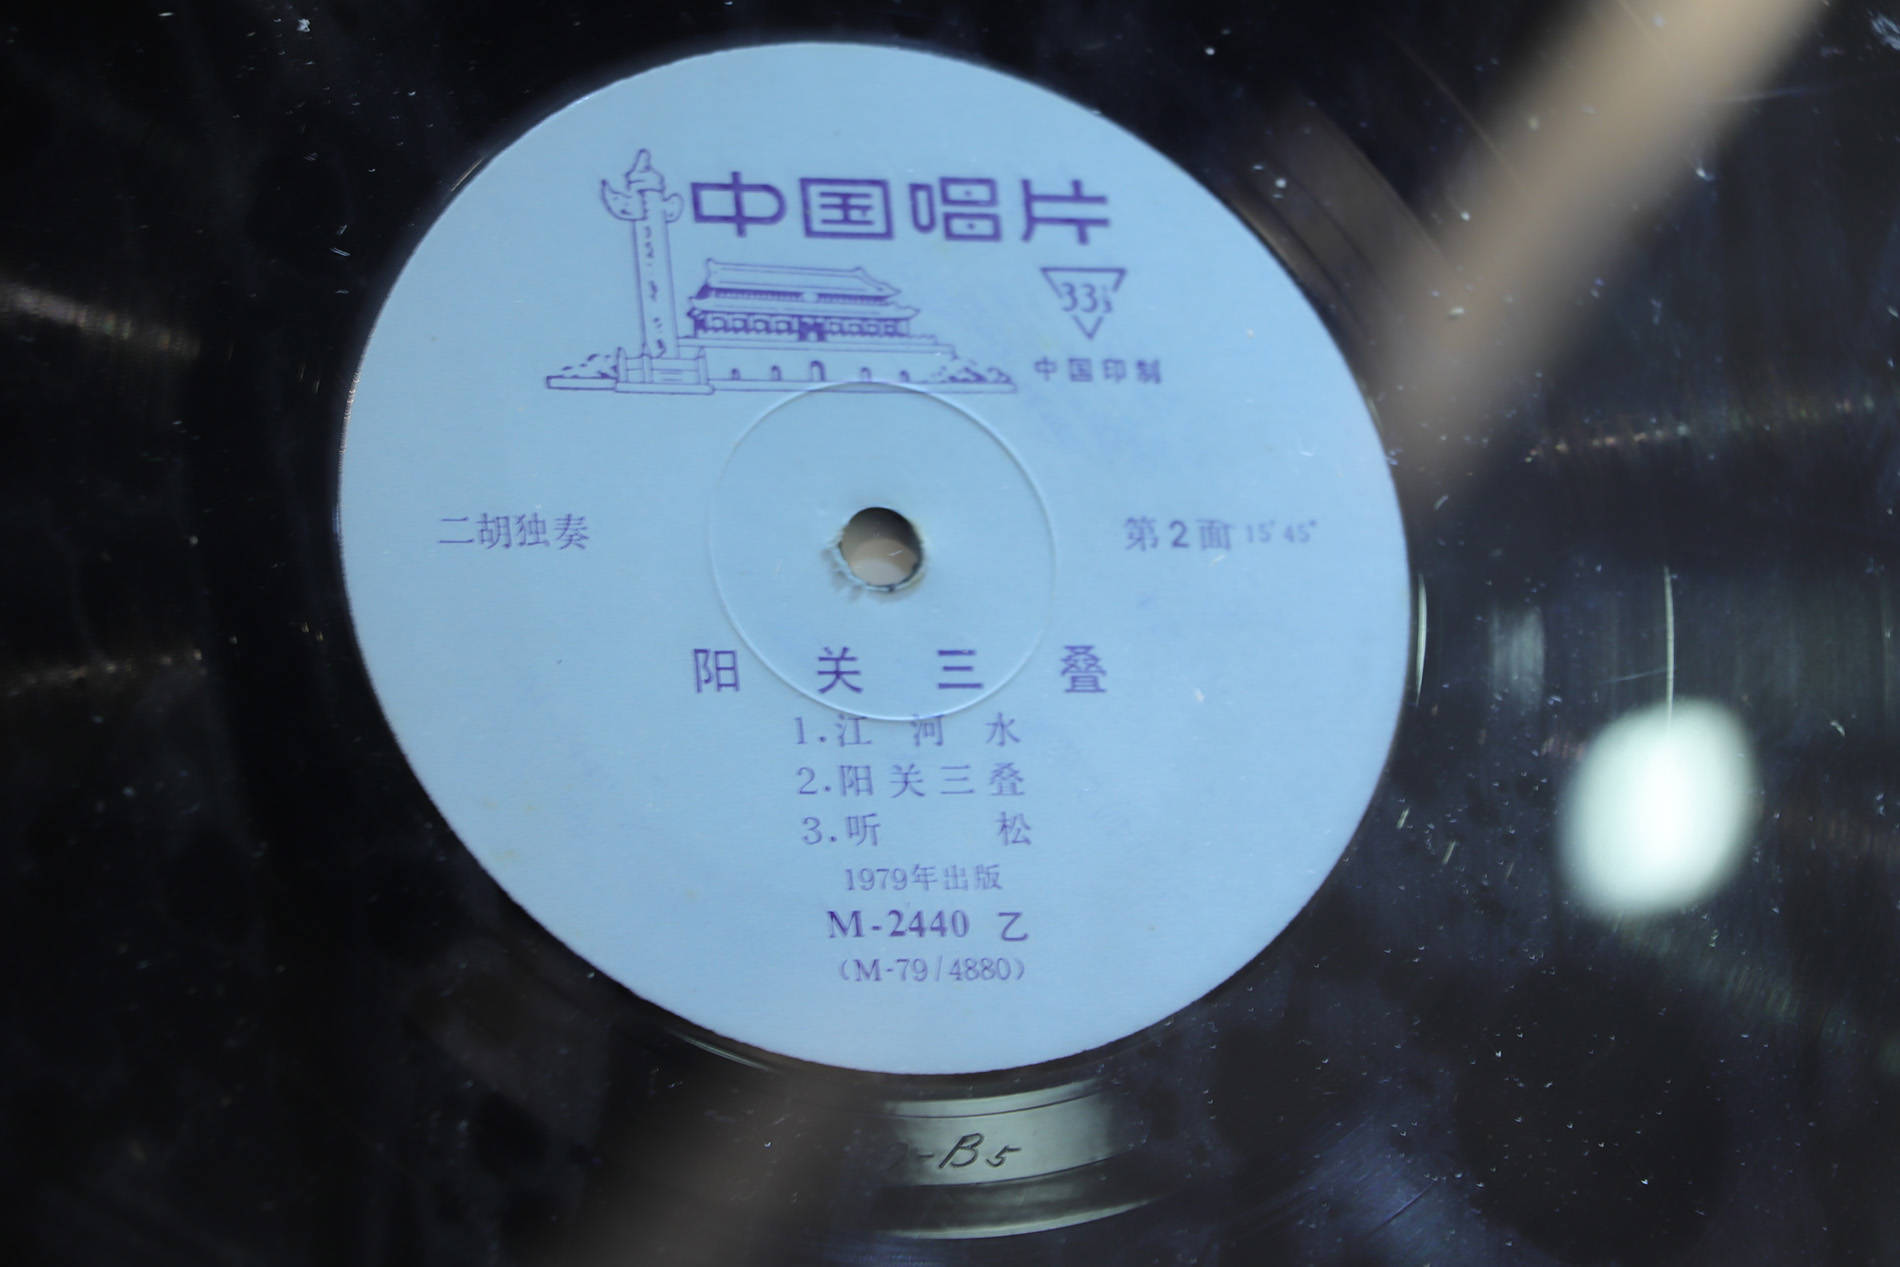 中国唱片
33⅓
中国印制
二胡独奏
第2面 15′45″
阳关三叠
1.江河水
2.阳关三叠
3.听松
1979年出版
M-2440 乙
(M-79/4880)
-B5